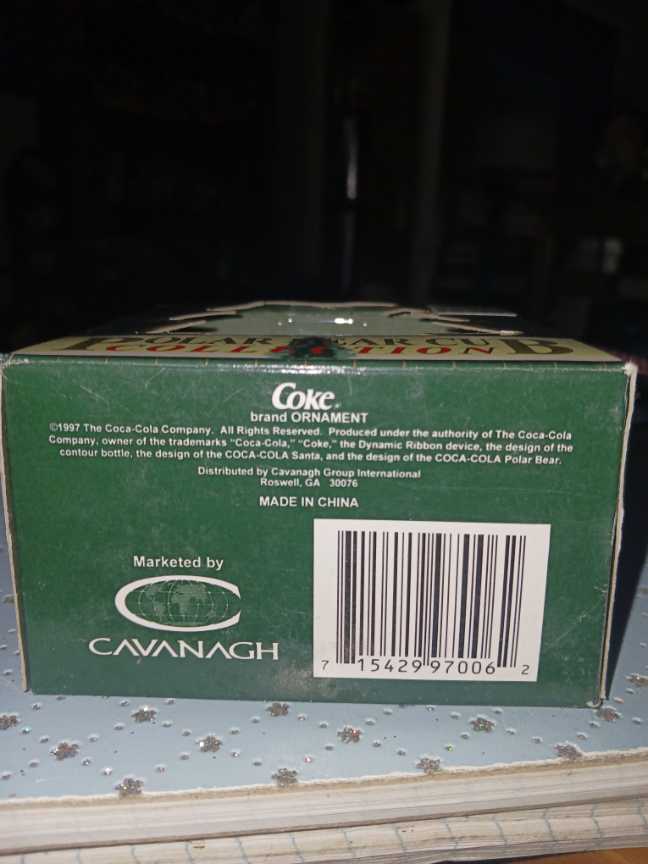 POLAR BEAR CUB
COLLECTION
Coke®
brand ORNAMENT
©1997 The Coca-Cola Company. All Rights Reserved. Produced under the authority of The Coca-Cola
Company, owner of the trademarks "Coca-Cola," "Coke," the Dynamic Ribbon device, the design of the
contour bottle, the design of the COCA-COLA Santa, and the design of the COCA-COLA Polar Bear.
Distributed by Cavanagh Group International
Roswell, GA 30076
MADE IN CHINA
Marketed by
CAVANAGH
7 15429 97006 2